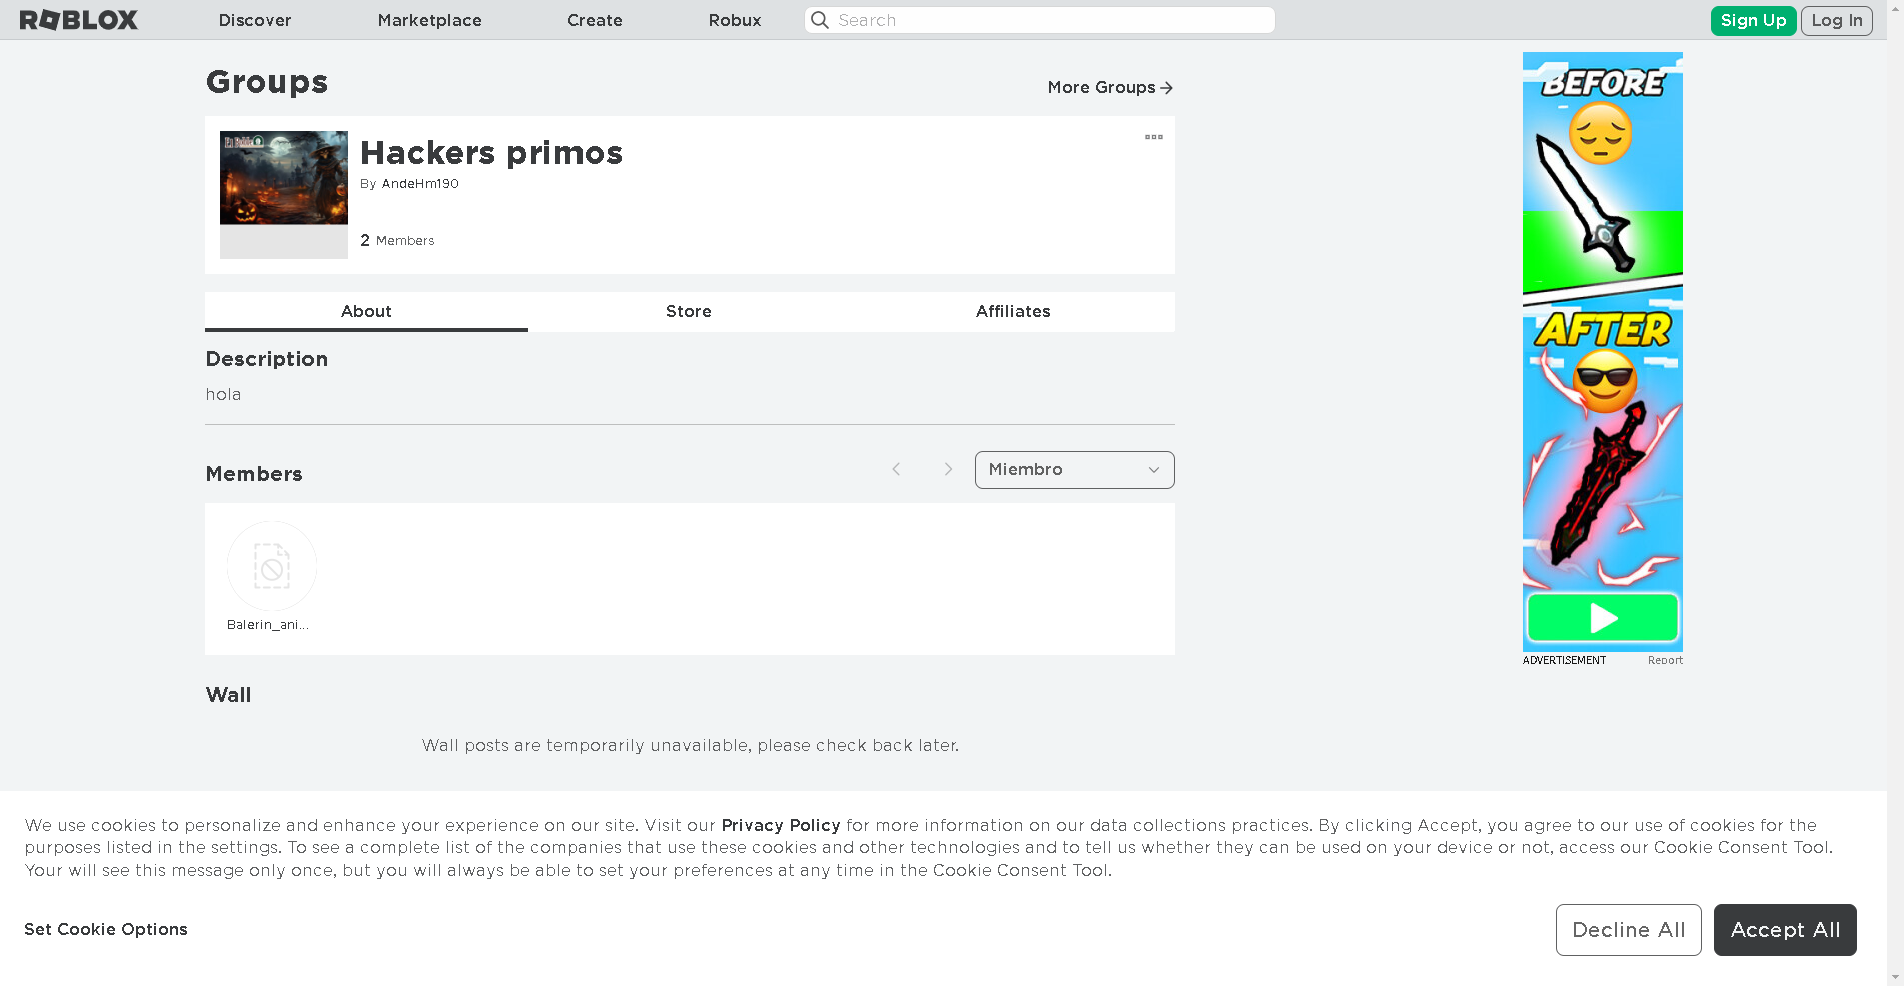 ROBLOX Discover Marketplace Create Robux Search Sign Up Log In
Groups
More Groups
Hackers primos
By AndeHm190
2 Members
About Store Affiliates
Description
hola
Members
Miembro
Balerin_ani...
Wall
Wall posts are temporarily unavailable, please check back later.
BEFORE
AFTER
ADVERTISEMENT Report
We use cookies to personalize and enhance your experience on our site. Visit our Privacy Policy for more information on our data collections practices. By clicking Accept, you agree to our use of cookies for the
purposes listed in the settings. To see a complete list of the companies that use these cookies and other technologies and to tell us whether they can be used on your device or not, access our Cookie Consent Tool.
Your will see this message only once, but you will always be able to set your preferences at any time in the Cookie Consent Tool.
Set Cookie Options
Decline All
Accept All